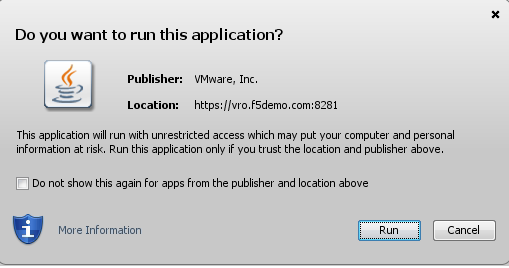 Do you want to run this application?
Publisher: VMware, Inc.
Location: https://vro.f5demo.com:8281
This application will run with unrestricted access which may put your computer and personal
information at risk. Run this application only if you trust the location and publisher above.
Do not show this again for apps from the publisher and location above
More Information
Run
Cancel